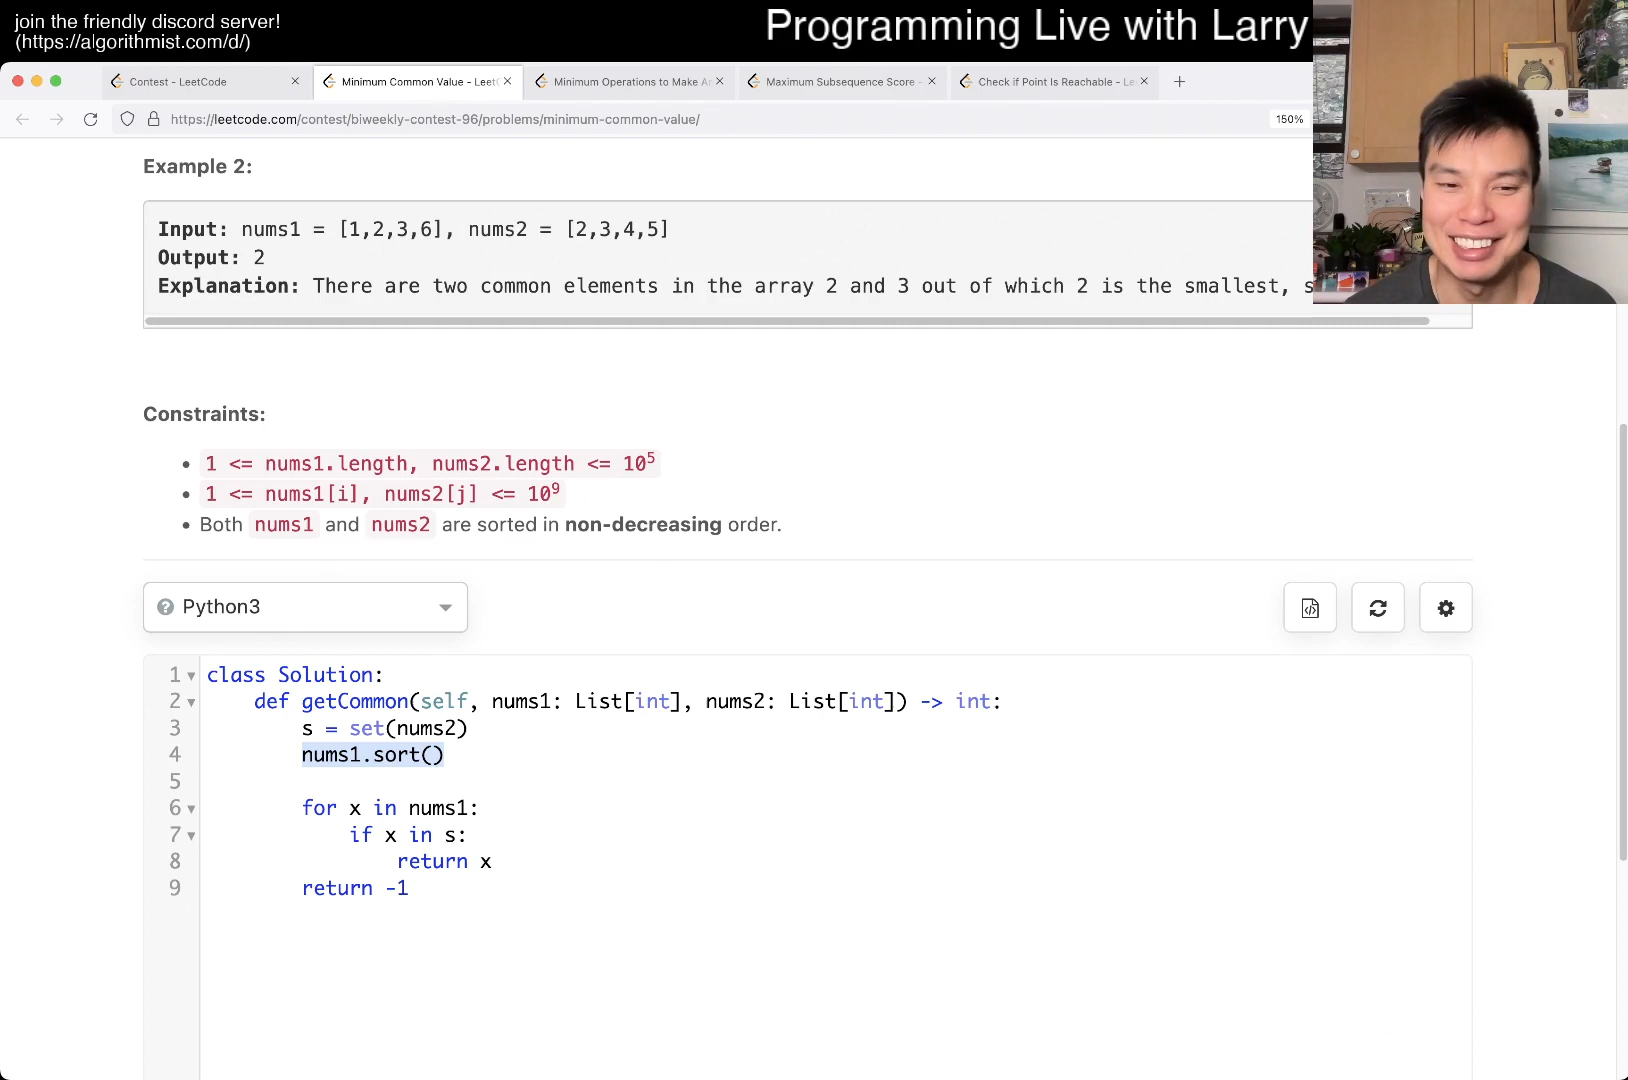 join the friendly discord server!
(https://algorithmist.com/d/)
Programming Live with Larry
Contest - LeetCode
Minimum Common Value - Leet
Minimum Operations to Make Ar
Maximum Subsequence Score -
Check if Point Is Reachable - Le
https://leetcode.com/contest/biweekly-contest-96/problems/minimum-common-value/
150%
Example 2:
Input: nums1 = [1,2,3,6], nums2 = [2,3,4,5]
Output: 2
Explanation: There are two common elements in the array 2 and 3 out of which 2 is the smallest, s
Constraints:
1 <= nums1.length, nums2.length <= 10⁵
1 <= nums1[i], nums2[j] <= 10⁹
Both nums1 and nums2 are sorted in non-decreasing order.
Python3
1 class Solution:
2 def getCommon(self, nums1: List[int], nums2: List[int]) -> int:
3 s = set(nums2)
4 nums1.sort()
5
6 for x in nums1:
7 if x in s:
8 return x
9 return -1